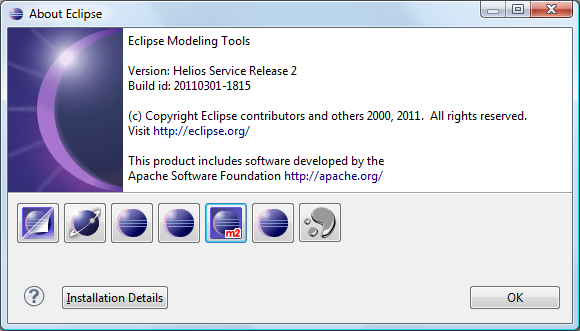 About Eclipse
Eclipse Modeling Tools
Version: Helios Service Release 2
Build id: 20110301-1815
(c) Copyright Eclipse contributors and others 2000, 2011.  All rights reserved.
Visit http://eclipse.org/
This product includes software developed by the
Apache Software Foundation http://apache.org/
m2
?
Installation Details
OK